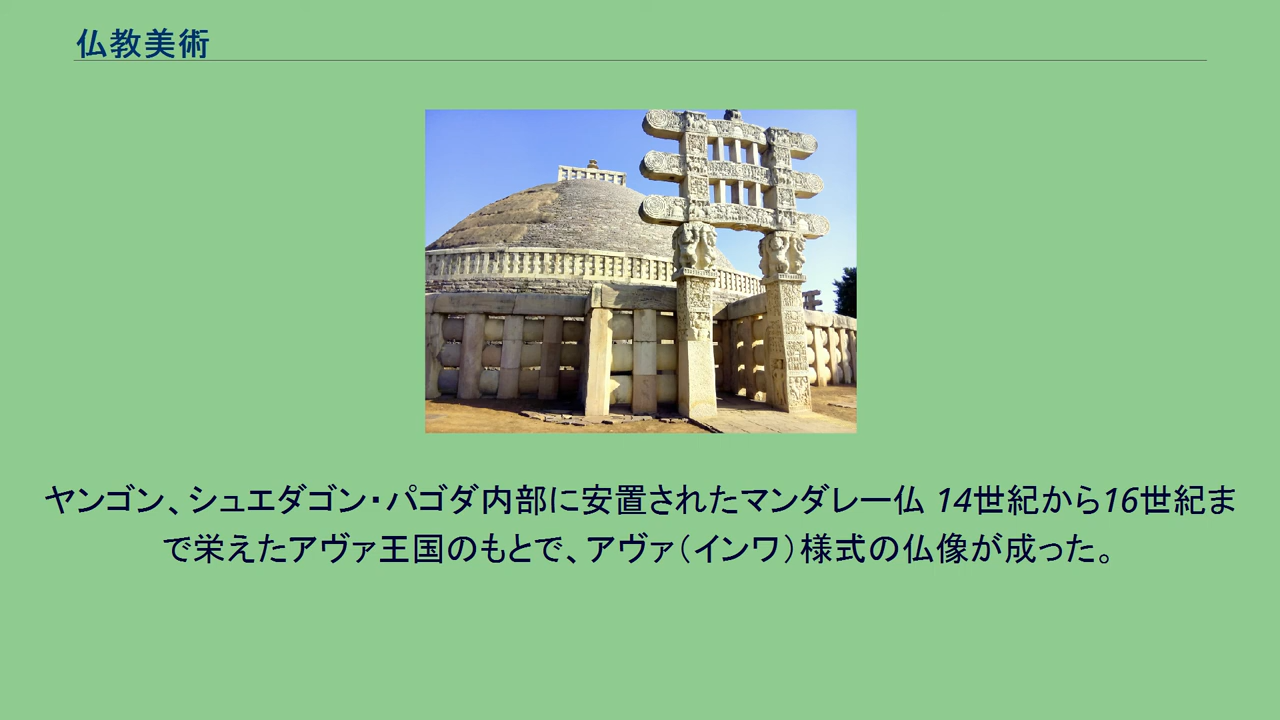 仏教美術
ヤンゴン、シュエダゴン・パゴダ内部に安置されたマンダレー仏 14世紀から16世紀ま
で栄えたアヴァ王国のもとで、アヴァ（インワ）様式の仏像が成った。